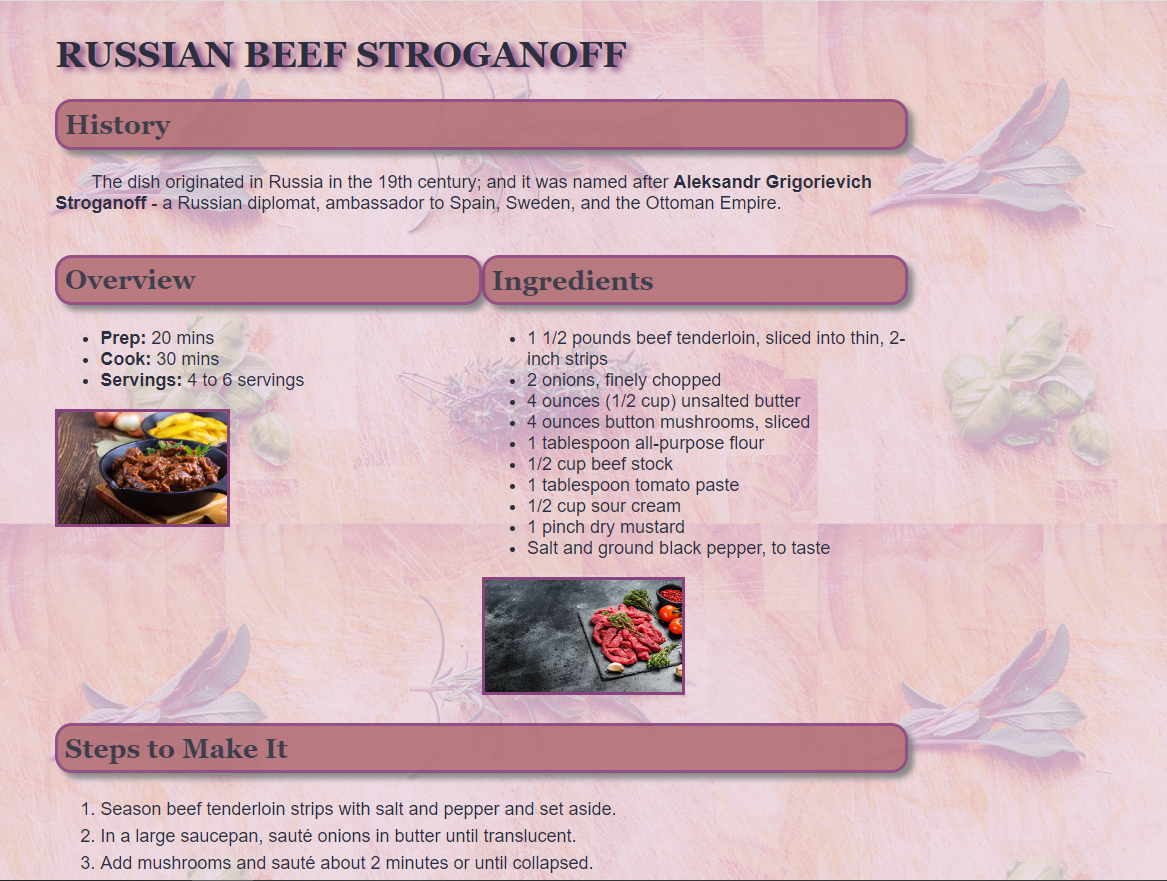 RUSSIAN BEEF STROGANOFF
History
The dish originated in Russia in the 19th century; and it was named after Aleksandr Grigorievich
Stroganoff - a Russian diplomat, ambassador to Spain, Sweden, and the Ottoman Empire.
Overview
• Prep: 20 mins
• Cook: 30 mins
• Servings: 4 to 6 servings
Ingredients
• 1 1/2 pounds beef tenderloin, sliced into thin, 2-
inch strips
• 2 onions, finely chopped
• 4 ounces (1/2 cup) unsalted butter
• 4 ounces button mushrooms, sliced
• 1 tablespoon all-purpose flour
• 1/2 cup beef stock
• 1 tablespoon tomato paste
• 1/2 cup sour cream
• 1 pinch dry mustard
• Salt and ground black pepper, to taste
Steps to Make It
1. Season beef tenderloin strips with salt and pepper and set aside.
2. In a large saucepan, sauté onions in butter until translucent.
3. Add mushrooms and sauté about 2 minutes or until collapsed.